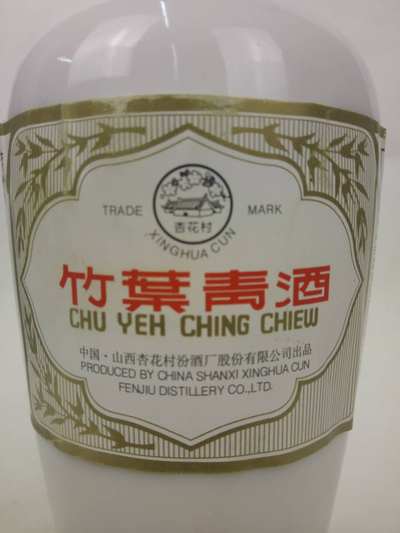 杏花村
TRADE MARK
XINGHUA CUN
竹葉青酒
CHU YEH CHING CHIEW
中国·山西杏花村汾酒厂股份有限公司出品
PRODUCED BY CHINA SHANXI XINGHUA CUN
FENJIU DISTILLERY CO.,LTD.